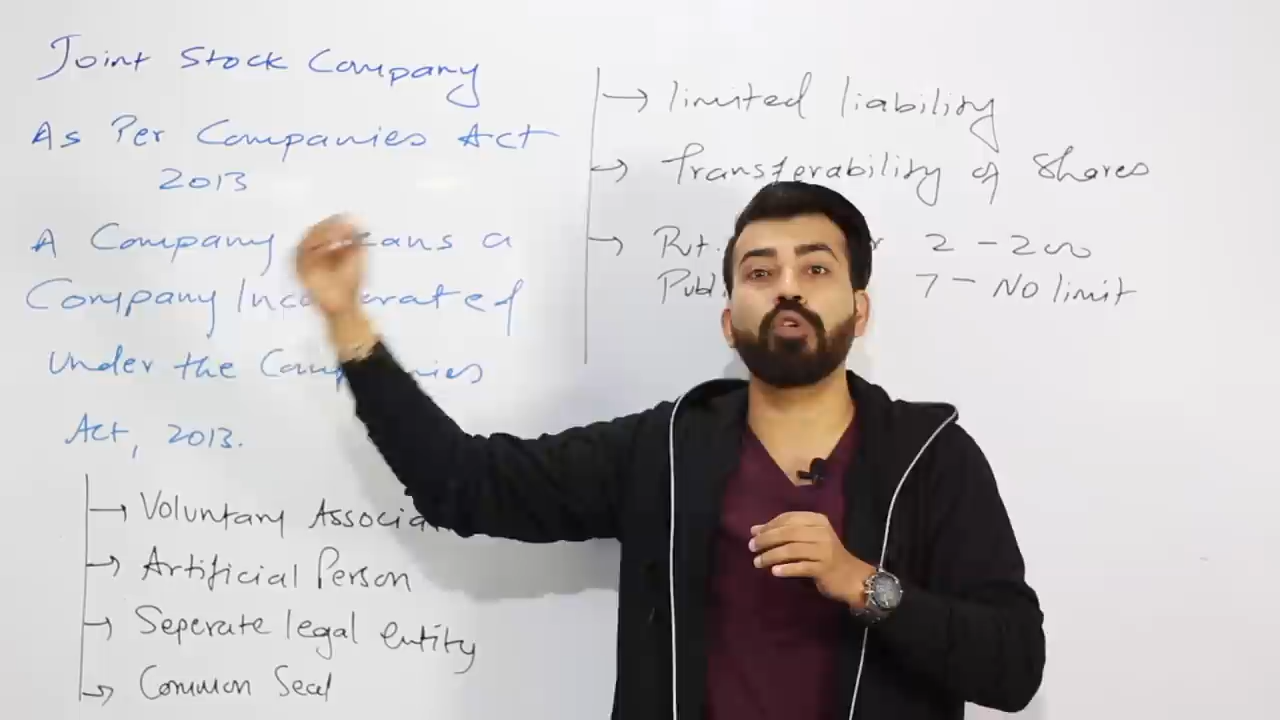 Joint Stock Company
As Per Companies Act
2013
A Company a
Company
Under the Companies
Act, 2013.
→ Voluntary
→ Artificial Person
→ Seperate legal entity
→ Common Seal
→ limited liability
→ Transferability of Shares
→ 2 - 200
7 - No limit